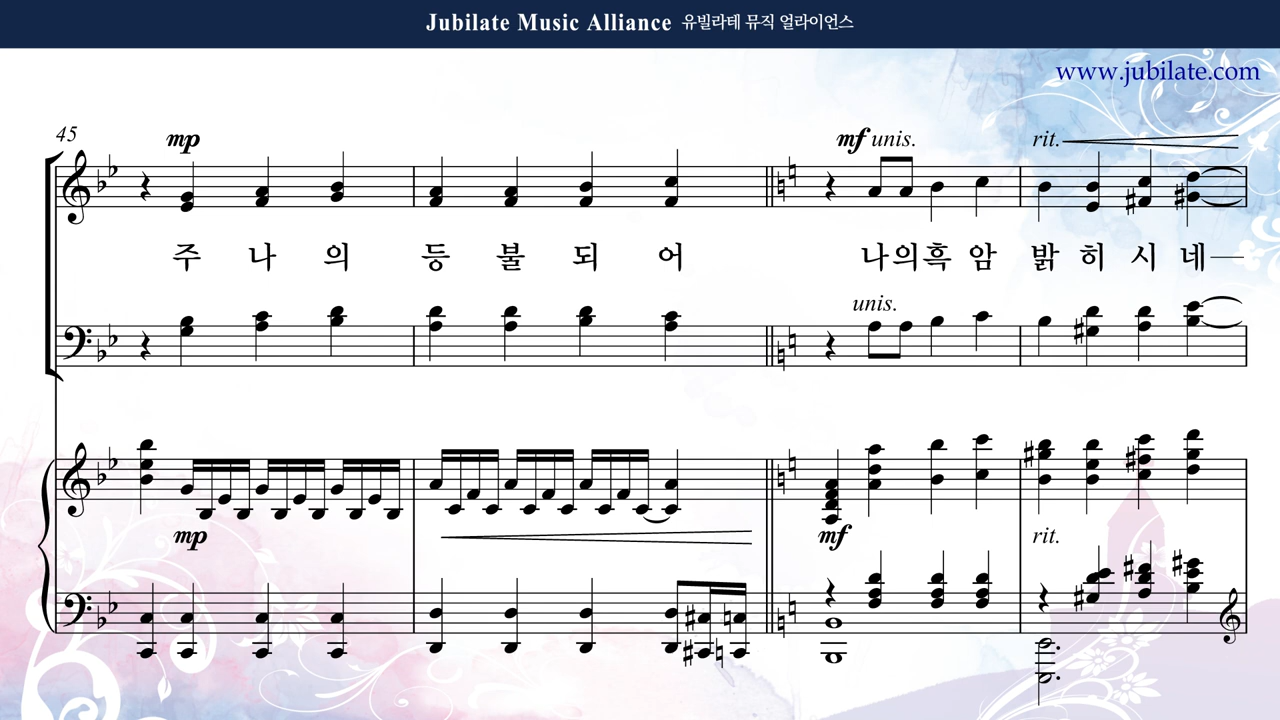 Jubilate Music Alliance 유빌라테 뮤직 얼라이언스
www.jubilate.com
45 mp mf unis. rit.
주 나 의 등 불 되 어 나의흑 암 밝 히 시 네
unis.
mp mf rit.